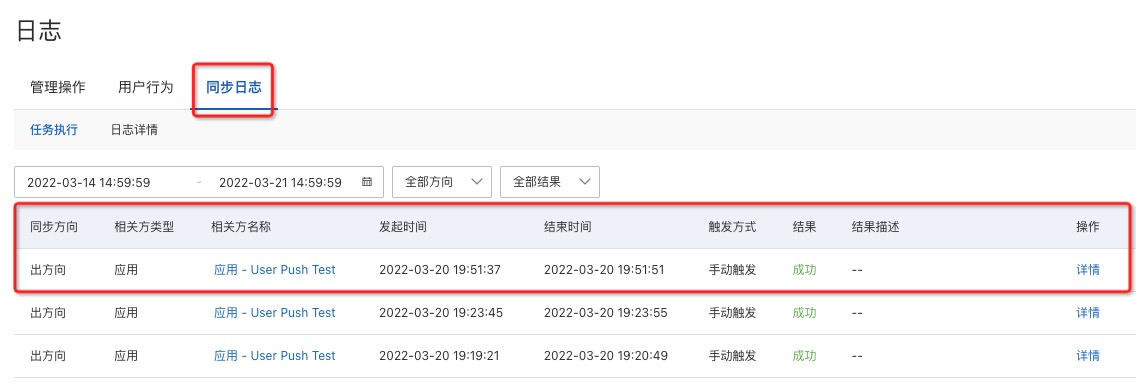 日志
管理操作 用户行为 同步日志
任务执行 日志详情
2022-03-14 14:59:59 - 2022-03-21 14:59:59 全部方向 全部结果
同步方向 相关方类型 相关方名称 发起时间 结束时间 触发方式 结果 结果描述 操作
出方向 应用 应用 - User Push Test 2022-03-20 19:51:37 2022-03-20 19:51:51 手动触发 成功 -- 详情
出方向 应用 应用 - User Push Test 2022-03-20 19:23:45 2022-03-20 19:23:55 手动触发 成功 -- 详情
出方向 应用 应用 - User Push Test 2022-03-20 19:19:21 2022-03-20 19:20:49 手动触发 成功 -- 详情